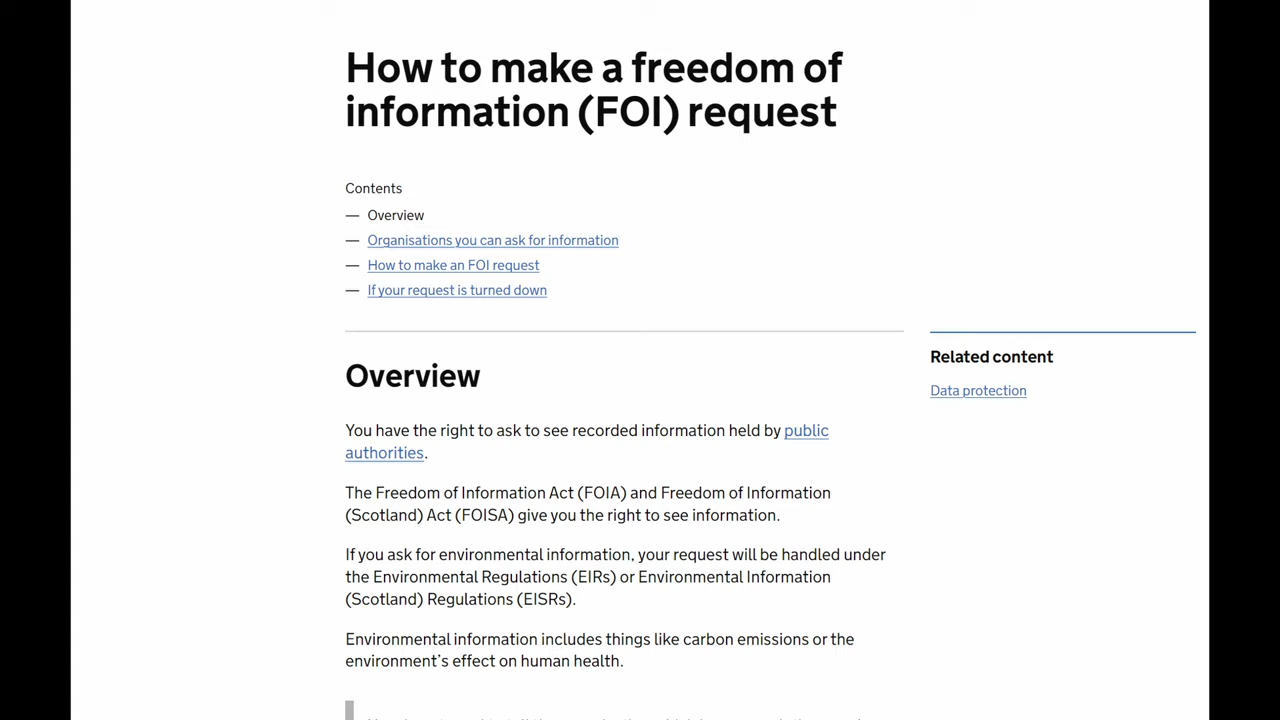 How to make a freedom of
information (FOI) request
Contents
— Overview
— Organisations you can ask for information
— How to make an FOI request
— If your request is turned down
Overview
Related content
Data protection
You have the right to ask to see recorded information held by public
authorities.
The Freedom of Information Act (FOIA) and Freedom of Information
(Scotland) Act (FOISA) give you the right to see information.
If you ask for environmental information, your request will be handled under
the Environmental Regulations (EIRs) or Environmental Information
(Scotland) Regulations (EISRs).
Environmental information includes things like carbon emissions or the
environment’s effect on human health.